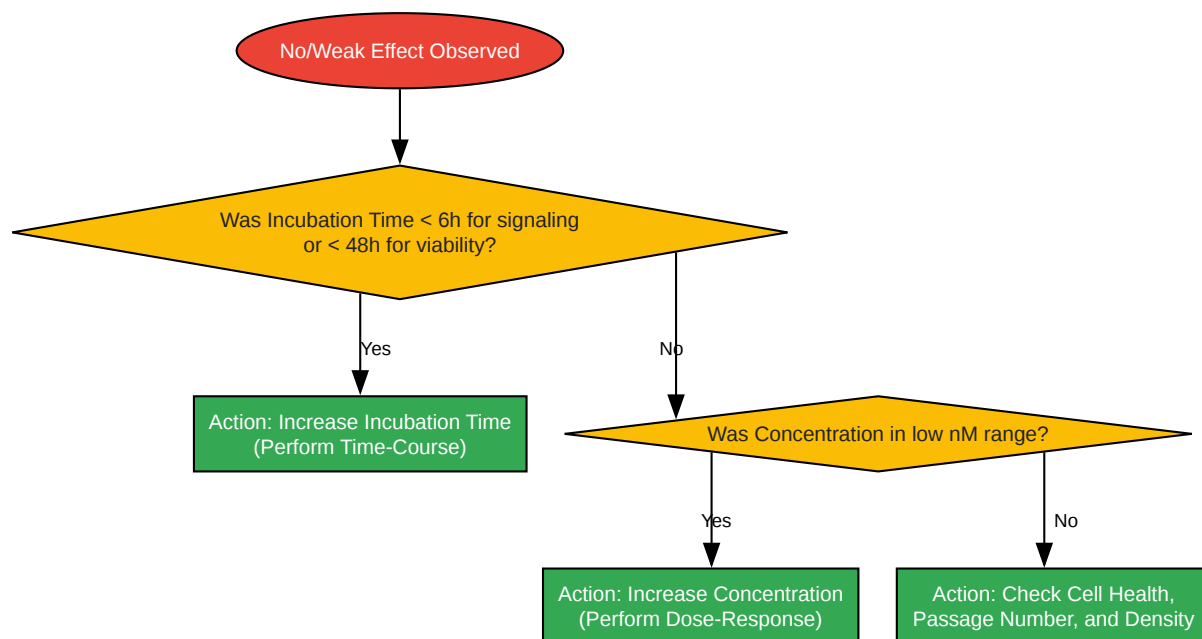 No/Weak Effect Observed
Was Incubation Time < 6h for signaling
or < 48h for viability?
Yes
No
Action: Increase Incubation Time
(Perform Time-Course)
Was Concentration in low nM range?
Yes
No
Action: Increase Concentration
(Perform Dose-Response)
Action: Check Cell Health,
Passage Number, and Density